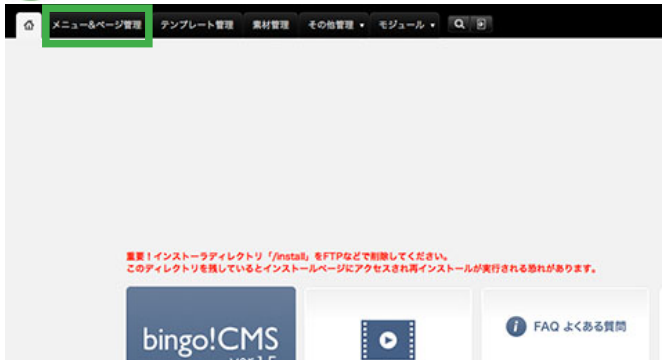 メニュー&ページ管理 テンプレート管理 素材管理 その他管理 モジュール
重要！インストーラディレクトリ「/install」をFTPなどで削除してください。
このディレクトリを残しているとインストールページにアクセスされ再インストールが実行される恐れがあります。
bingo!CMS
FAQ よくある質問